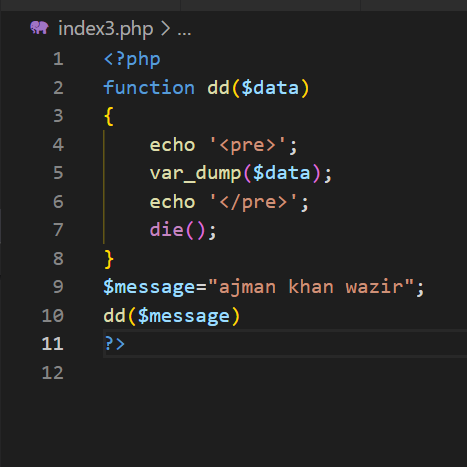 index3.php > ...
1 <?php
2 function dd($data)
3 {
4     echo '<pre>';
5     var_dump($data);
6     echo '</pre>';
7     die();
8 }
9 $message="ajman khan wazir";
10 dd($message)
11 ?>
12